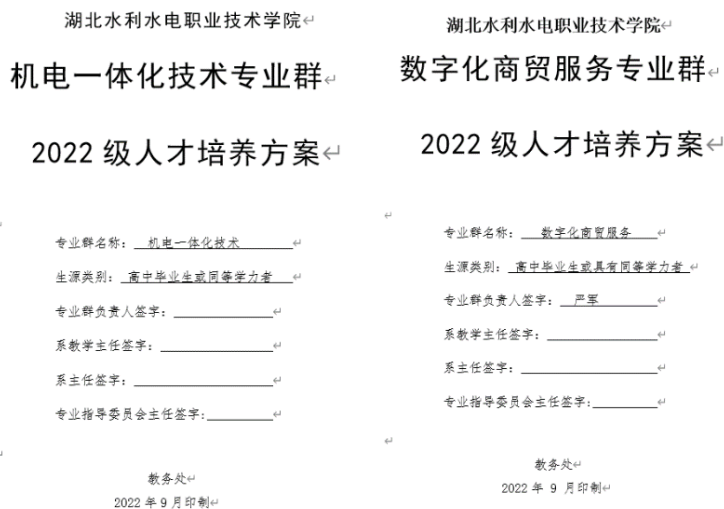 湖北水利水电职业技术学院
机电一体化技术专业群
2022 级人才培养方案
专业群名称： 机电一体化技术
生源类别： 高中毕业生或同等学力者
专业群负责人签字：
系教学主任签字：
系主任签字：
专业指导委员会主任签字:
教务处
2022 年 9 月印制
湖北水利水电职业技术学院
数字化商贸服务专业群
2022 级人才培养方案
专业群名称： 数字化商贸服务
生源类别： 高中毕业生或具有同等学力者
专业群负责人签字： 严军
系教学主任签字：
系主任签字：
专业指导委员会主任签字:
教务处
2022 年 9 月印制